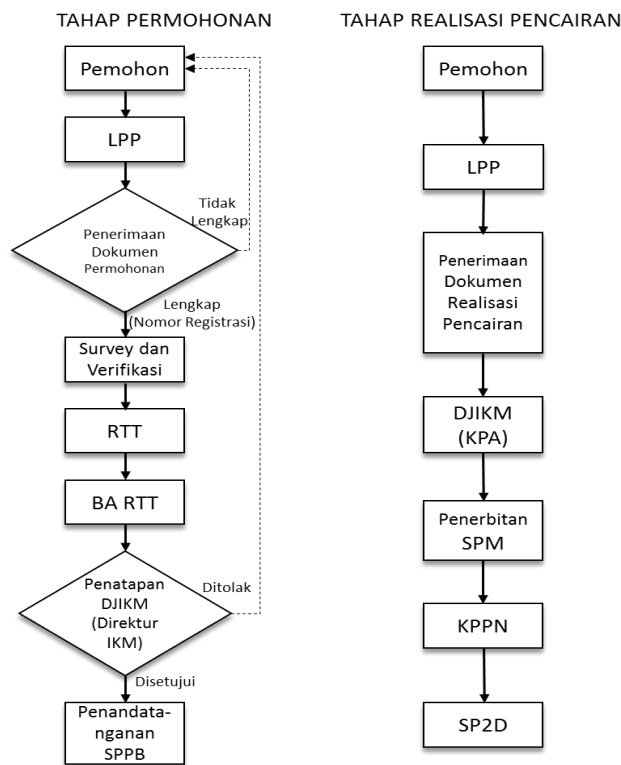 TAHAP PERMOHONAN
Pemohon
LPP
Penerimaan
Dokumen
Permohonan
Tidak
Lengkap
Lengkap
(Nomor Registrasi)
Survey dan
Verifikasi
RTT
BA RTT
Penatapan
DJIKM
(Direktur
IKM)
Ditolak
Disetujui
Penandata-
nganan
SPPB
TAHAP REALISASI PENCAIRAN
Pemohon
LPP
Penerimaan
Dokumen
Realisasi
Pencairan
DJIKM
(KPA)
Penerbitan
SPM
KPPN
SP2D